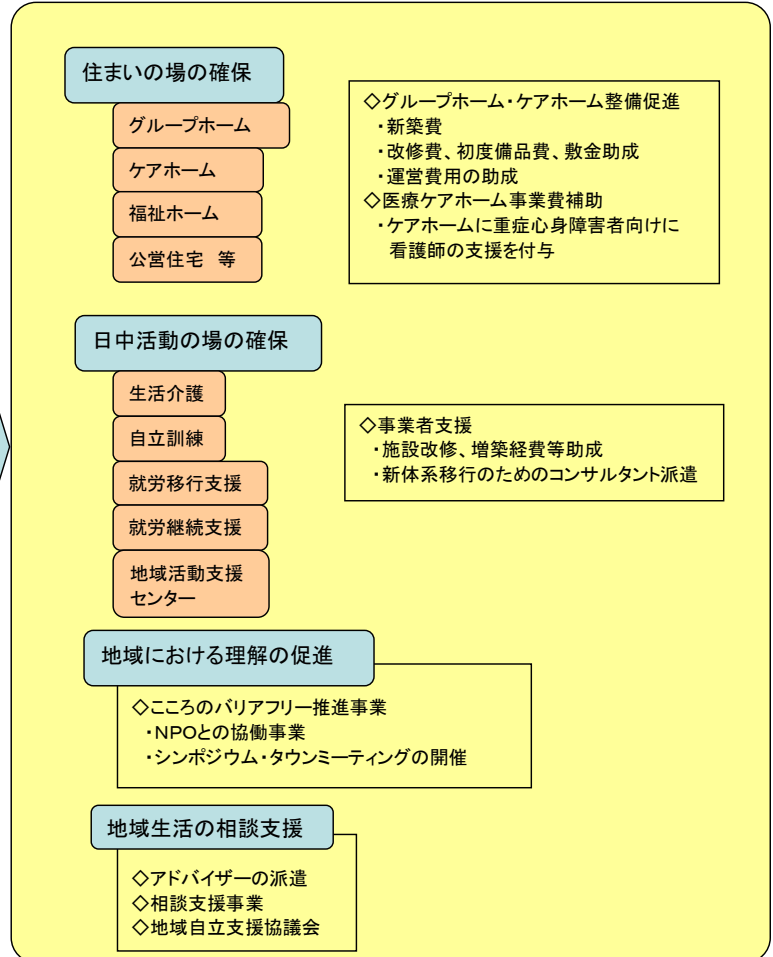 住まいの場の確保
グループホーム
ケアホーム
福祉ホーム
公営住宅　等
◇グループホーム・ケアホーム整備促進
・新築費
・改修費、初度備品費、敷金助成
・運営費用の助成
◇医療ケアホーム事業費補助
・ケアホームに重症心身障害者向けに
看護師の支援を付与
日中活動の場の確保
生活介護
自立訓練
就労移行支援
就労継続支援
地域活動支援
センター
◇事業者支援
・施設改修、増築経費等助成
・新体系移行のためのコンサルタント派遣
地域における理解の促進
◇こころのバリアフリー推進事業
・NPOとの協働事業
・シンポジウム・タウンミーティングの開催
地域生活の相談支援
◇アドバイザーの派遣
◇相談支援事業
◇地域自立支援協議会